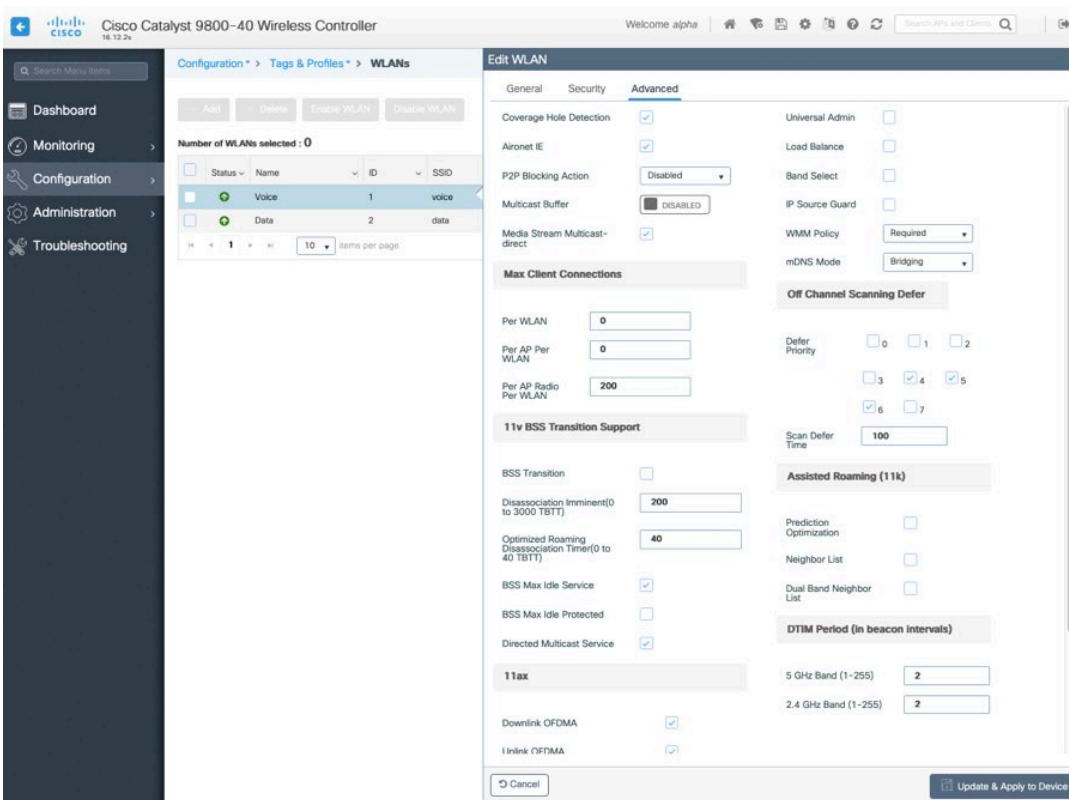 CISCO
Cisco Catalyst 9800-40 Wireless Controller
16.12.2s
Welcome alpha
Search APs and Clients
Search Menu Items
Dashboard
Monitoring
Configuration
Administration
Troubleshooting
Configuration > Tags & Profiles > WLANs
Add Delete Enable WLAN Disable WLAN
Number of WLANs selected : 0
Status Name ID SSID
Voice 1 voice
Data 2 data
1 10 items per page
Edit WLAN
General Security Advanced
Coverage Hole Detection
Aironet IE
P2P Blocking Action Disabled
Multicast Buffer DISABLED
Media Stream Multicast-
direct
Max Client Connections
Per WLAN 0
Per AP Per
WLAN 0
Per AP Radio
Per WLAN 200
11v BSS Transition Support
BSS Transition
Disassociation Imminent(0
to 3000 TBTT) 200
Optimized Roaming
Disassociation Timer(0 to
40 TBTT) 40
BSS Max Idle Service
BSS Max Idle Protected
Directed Multicast Service
11ax
Downlink OFDMA
Uplink OFDMA
Universal Admin
Load Balance
Band Select
IP Source Guard
WMM Policy Required
mDNS Mode Bridging
Off Channel Scanning Defer
Defer
Priority 0 1 2
3 4 5
6 7
Scan Defer
Time 100
Assisted Roaming (11k)
Prediction
Optimization
Neighbor List
Dual Band Neighbor
List
DTIM Period (in beacon intervals)
5 GHz Band (1-255) 2
2.4 GHz Band (1-255) 2
Cancel
Update & Apply to Device